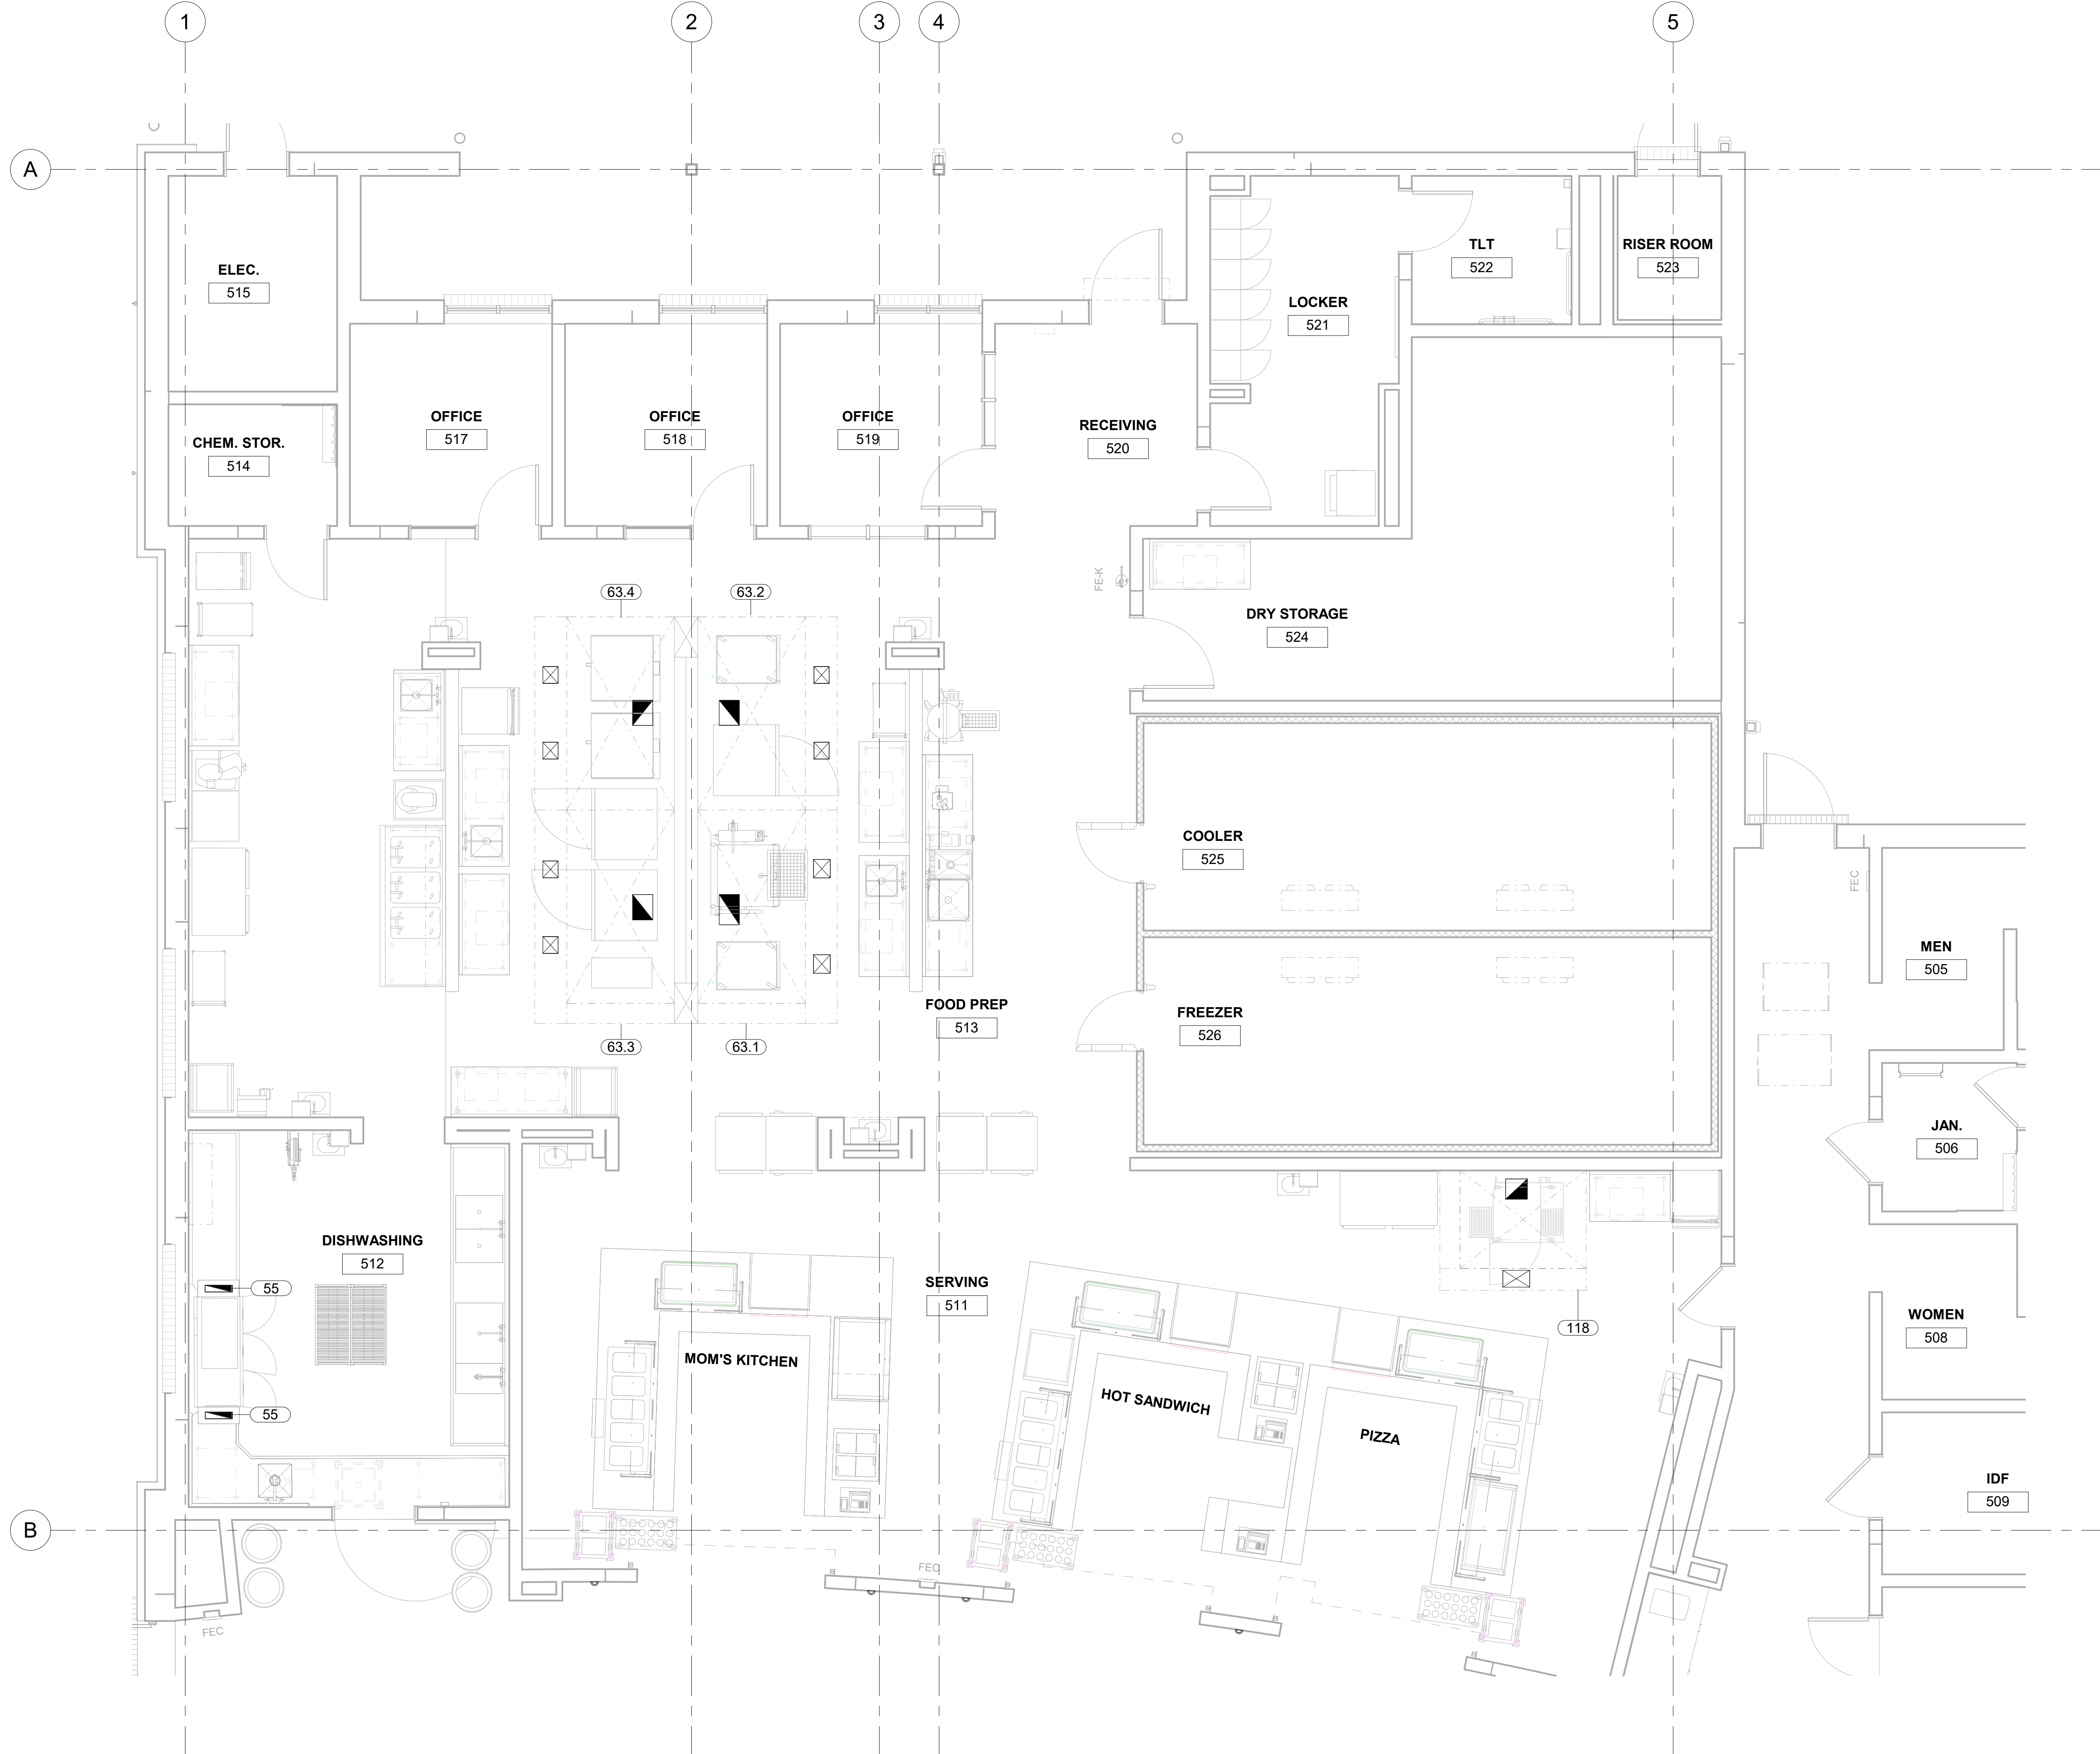 1
2
3
4
5
A
ELEC.
515
TLT
522
RISER ROOM
523
LOCKER
521
OFFICE
517
OFFICE
518
OFFICE
519
RECEIVING
520
CHEM. STOR.
514
FE-K
63.4
63.2
DRY STORAGE
524
COOLER
525
FEC
MEN
505
FOOD PREP
513
FREEZER
526
63.3
63.1
JAN.
506
DISHWASHING
512
55
SERVING
511
118
WOMEN
508
MOM'S KITCHEN
HOT SANDWICH
PIZZA
55
IDF
509
B
FEC
FEC